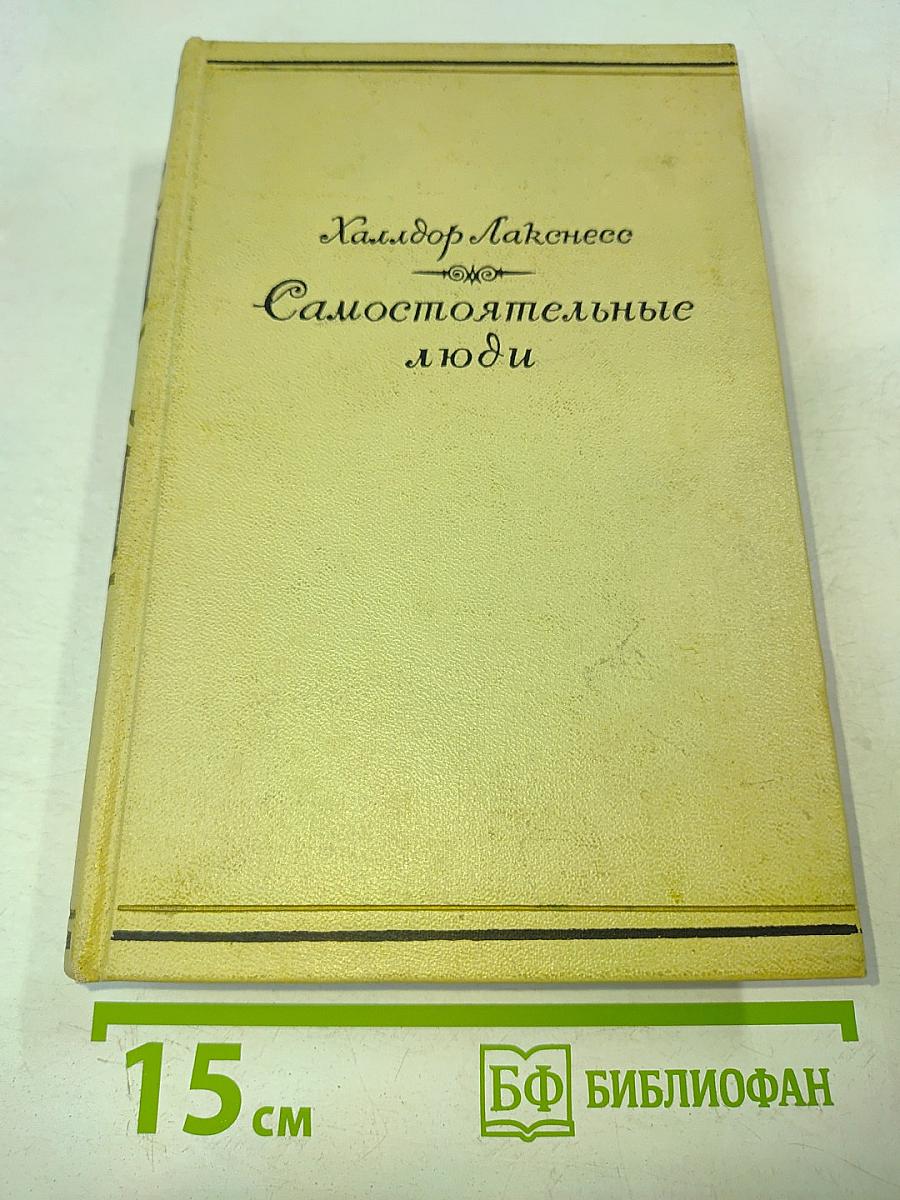 Халлдор Лакснесс
Самостоятельные
люди
15 см
БФ БИБЛИОФАН